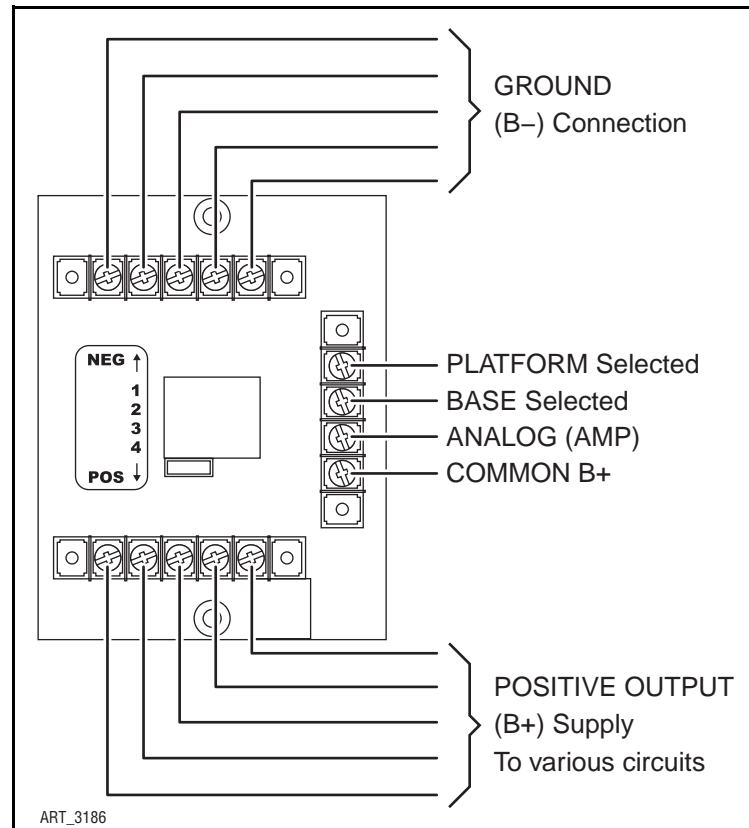 GROUND
(B–) Connection
NEG ↑
1
2
3
4
POS ↓
PLATFORM Selected
BASE Selected
ANALOG (AMP)
COMMON B+
POSITIVE OUTPUT
(B+) Supply
To various circuits
ART_3186